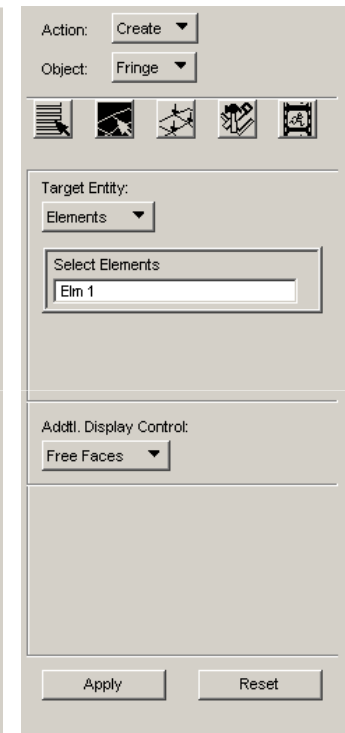 Action: Create
Object: Fringe
Target Entity:
Elements
Select Elements
Elm 1
Addtl. Display Control:
Free Faces
Apply Reset